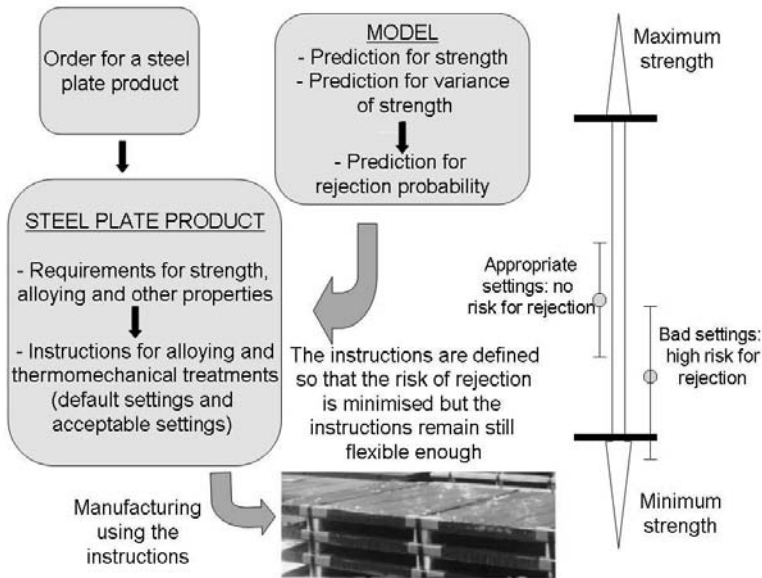 Order for a steel
plate product
MODEL
- Prediction for strength
- Prediction for variance
of strength
- Prediction for
rejection probability
STEEL PLATE PRODUCT
- Requirements for strength,
alloying and other properties
- Instructions for alloying and
thermomechanical treatments
(default settings and
acceptable settings)
The instructions are defined
so that the risk of rejection
is minimised but the
instructions remain still
flexible enough
Manufacturing
using the
instructions
Maximum
strength
Appropriate
settings: no
risk for rejection
Bad settings:
high risk for
rejection
Minimum
strength